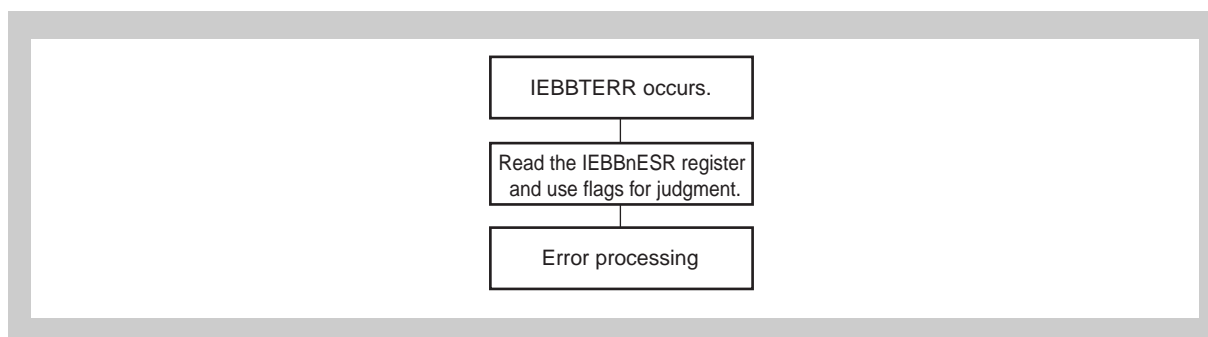 IEBBTERR occurs.
Read the IEBBnESR register
and use flags for judgment.
Error processing